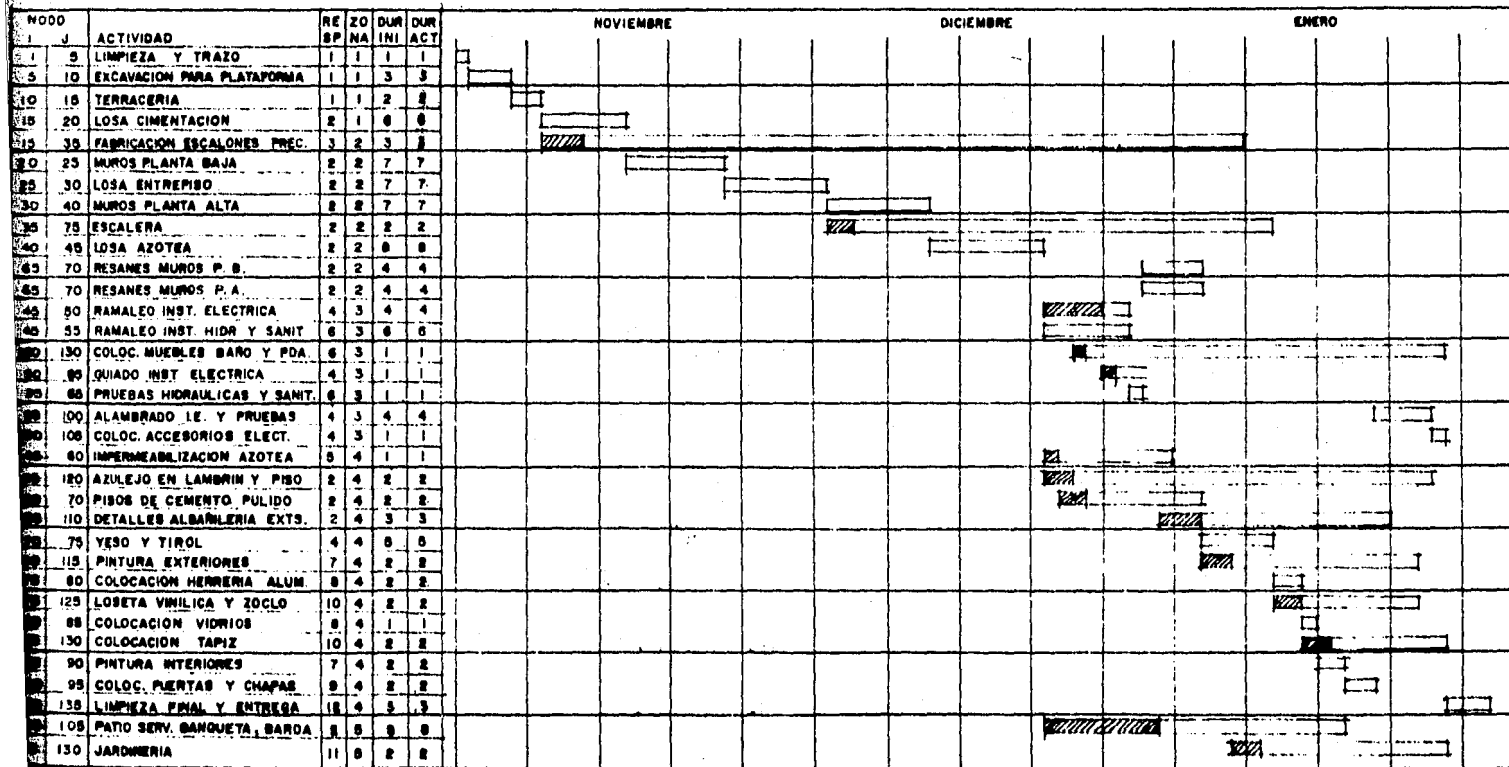 NODO RE ZO DUR DUR NOVIEMBRE DICIEMBRE ENERO
I J ACTIVIDAD SP NA INI ACT
1 5 LIMPIEZA Y TRAZO 1 1 1 1
5 10 EXCAVACION PARA PLATAFORMA 1 1 3 3
10 15 TERRACERIA 1 1 2 2
15 20 LOSA CIMENTACION 2 1 6 6
15 35 FABRICACION ESCALONES PREC. 3 2 3 3
20 25 MUROS PLANTA BAJA 2 2 7 7
25 30 LOSA ENTREPISO 2 2 7 7
30 40 MUROS PLANTA ALTA 2 2 7 7
35 75 ESCALERA 2 2 2 2
40 45 LOSA AZOTEA 2 2 8 8
65 70 RESANES MUROS P. B. 2 2 4 4
65 70 RESANES MUROS P. A. 2 2 4 4
45 50 RAMALEO INST. ELECTRICA 4 3 4 4
45 55 RAMALEO INST. HIDR Y SANIT 6 3 6 6
130 COLOC. MUEBLES BAÑO Y PDA. 6 3 1 1
GUIADO INST ELECTRICA 4 3 1 1
65 PRUEBAS HIDRAULICAS Y SANIT. 6 3 1 1
100 ALAMBRADO I.E. Y PRUEBAS 4 3 4 4
105 COLOC. ACCESORIOS ELECT. 4 3 1 1
60 IMPERMEABILIZACION AZOTEA 5 4 1 1
120 AZULEJO EN LAMBRIN Y PISO 2 4 2 2
70 PISOS DE CEMENTO PULIDO 2 4 2 2
110 DETALLES ALBAÑILERIA EXTS. 2 4 3 3
75 YESO Y TIROL 4 4 5 5
115 PINTURA EXTERIORES 7 4 2 2
80 COLOCACION HERRERIA ALUM. 8 4 2 2
125 LOSETA VINILICA Y ZOCLO 10 4 2 2
85 COLOCACION VIDRIOS 8 4 1 1
130 COLOCACION TAPIZ 10 4 2 2
90 PINTURA INTERIORES 7 4 2 2
95 COLOC. PUERTAS Y CHAPAS 9 4 2 2
135 LIMPIEZA FINAL Y ENTREGA 12 4 3 3
105 PATIO SERV. BANQUETA, BARDA 2 5 8
130 JARDINERIA 11 5 2 2